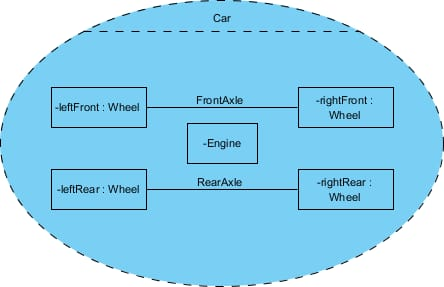 Car
FrontAxle
-leftFront : Wheel
-rightFront :
Wheel
-Engine
RearAxle
-leftRear : Wheel
-rightRear :
Wheel